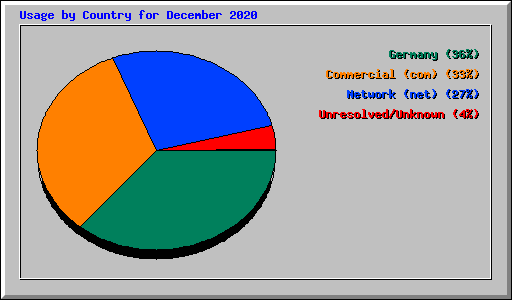 Usage by Country for December 2020
Germany (36%)
Commercial (com) (33%)
Network (net) (27%)
Unresolved/Unknown (4%)